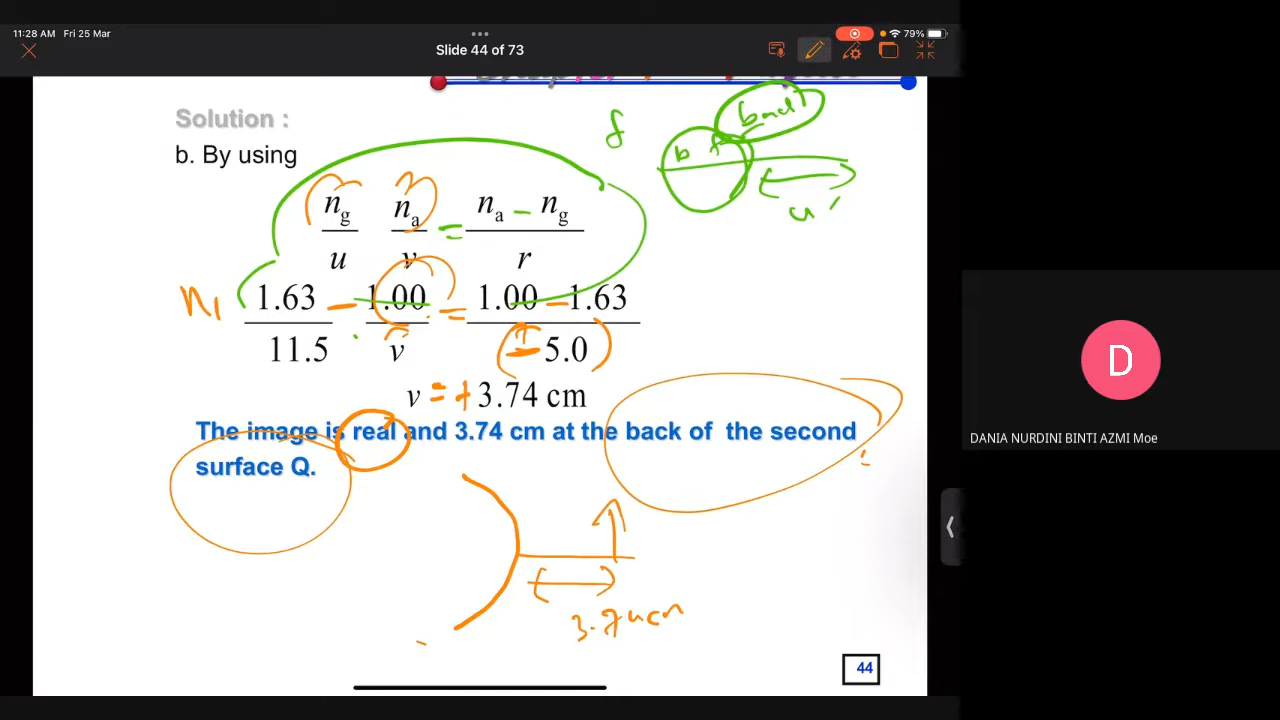 11:28 AM Fri 25 Mar
79%
Slide 44 of 73
Solution :
b. By using
f
b
back
u'
n_g n_a = n_a - n_g
u v r
n1 1.63 - 1.00 = 1.00 - 1.63
11.5 v (-5.0)
v = +3.74 cm
The image is real and 3.74 cm at the back of the second
surface Q.
3.74cm
44
D
DANIA NURDINI BINTI AZMI Moe